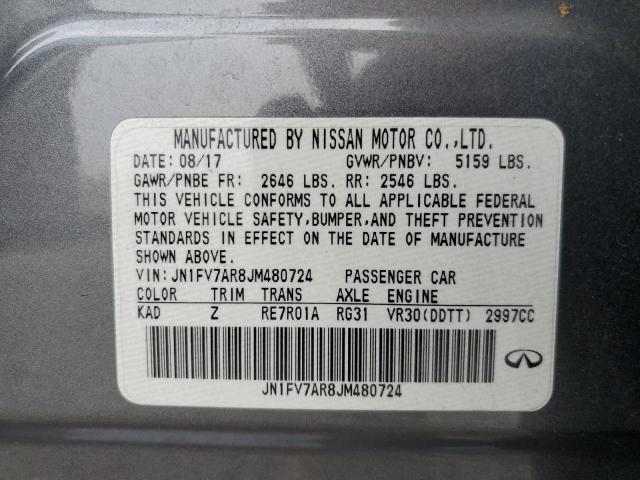 MANUFACTURED BY NISSAN MOTOR CO.,LTD.
DATE: 08/17 GVWR/PNBV: 5159 LBS.
GAWR/PNBE FR: 2646 LBS. RR: 2546 LBS.
THIS VEHICLE CONFORMS TO ALL APPLICABLE FEDERAL
MOTOR VEHICLE SAFETY,BUMPER,AND THEFT PREVENTION
STANDARDS IN EFFECT ON THE DATE OF MANUFACTURE
SHOWN ABOVE.
VIN:JN1FV7AR8JM480724 PASSENGER CAR
COLOR TRIM TRANS AXLE ENGINE
KAD Z RE7R01A RG31 VR30(DDTT) 2997CC
JN1FV7AR8JM480724